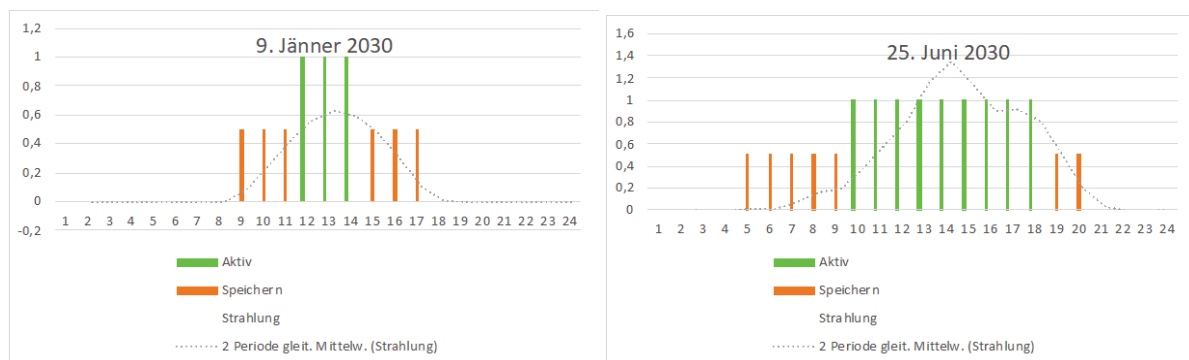 9. Jänner 2030
1,2
1
0,8
0,6
0,4
0,2
0
-0,2
1 2 3 4 5 6 7 8 9 10 11 12 13 14 15 16 17 18 19 20 21 22 23 24
Aktiv
Speichern
Strahlung
2 Periode gleit. Mittelw. (Strahlung)
25. Juni 2030
1,6
1,4
1,2
1
0,8
0,6
0,4
0,2
0
1 2 3 4 5 6 7 8 9 10 11 12 13 14 15 16 17 18 19 20 21 22 23 24
Aktiv
Speichern
Strahlung
2 Periode gleit. Mittelw. (Strahlung)